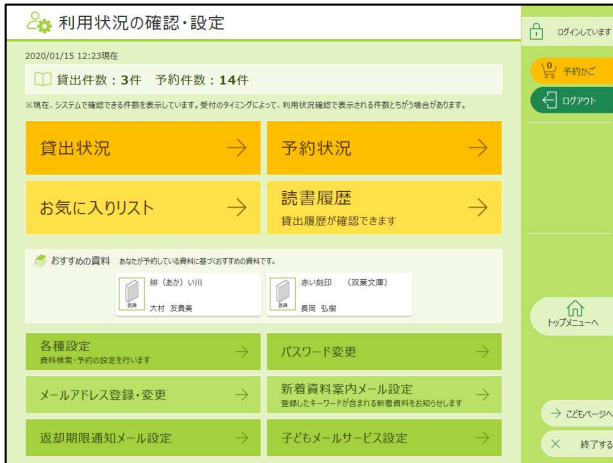 利用状況の確認・設定
2020/01/15 12:23現在
貸出件数：3件　予約件数：14件
※現在、システムで確認できる件数を表示しています。受付のタイミングによって、利用状況確認で表示される件数とちがう場合があります。
貸出状況
予約状況
お気に入りリスト
読書履歴
貸出履歴が確認できます
おすすめの資料　あなたが予約している資料に基づくおすすめの資料です。
緋（あか）い川
大村 友貴美
赤い刻印　（双葉文庫）
長岡 弘樹
各種設定
資料検索・予約の設定を行います
パスワード変更
メールアドレス登録・変更
新着資料案内メール設定
登録したキーワードが含まれる新着資料をお知らせします
返却期限通知メール設定
子どもメールサービス設定
ログインしています
0
予約かご
ログアウト
トップメニューへ
こどもページへ
終了する